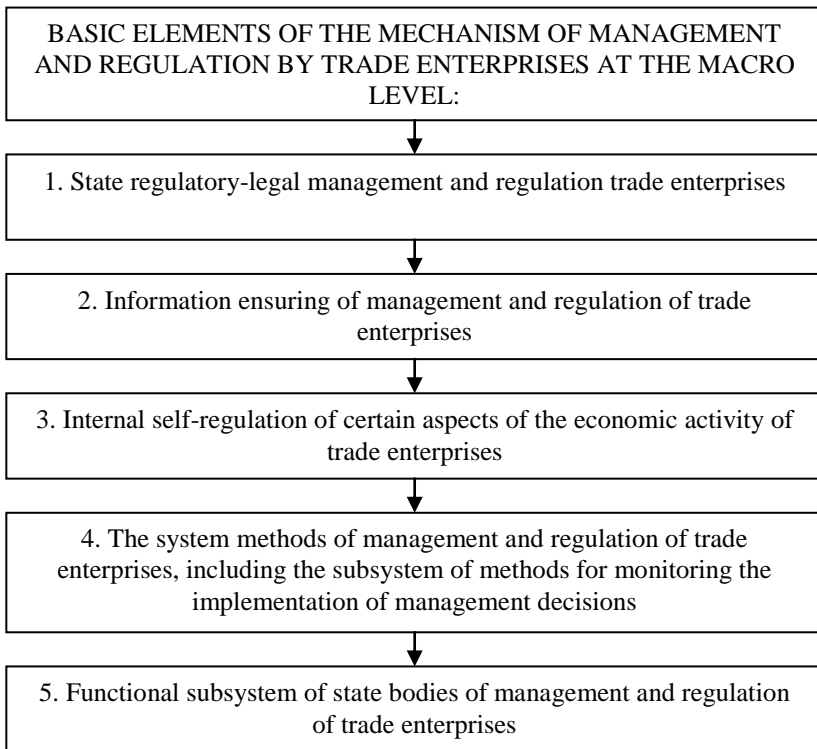 BASIC ELEMENTS OF THE MECHANISM OF MANAGEMENT
AND REGULATION BY TRADE ENTERPRISES AT THE MACRO
LEVEL:
1. State regulatory-legal management and regulation trade enterprises
2. Information ensuring of management and regulation of trade
enterprises
3. Internal self-regulation of certain aspects of the economic activity of
trade enterprises
4. The system methods of management and regulation of trade
enterprises, including the subsystem of methods for monitoring the
implementation of management decisions
5. Functional subsystem of state bodies of management and regulation
of trade enterprises